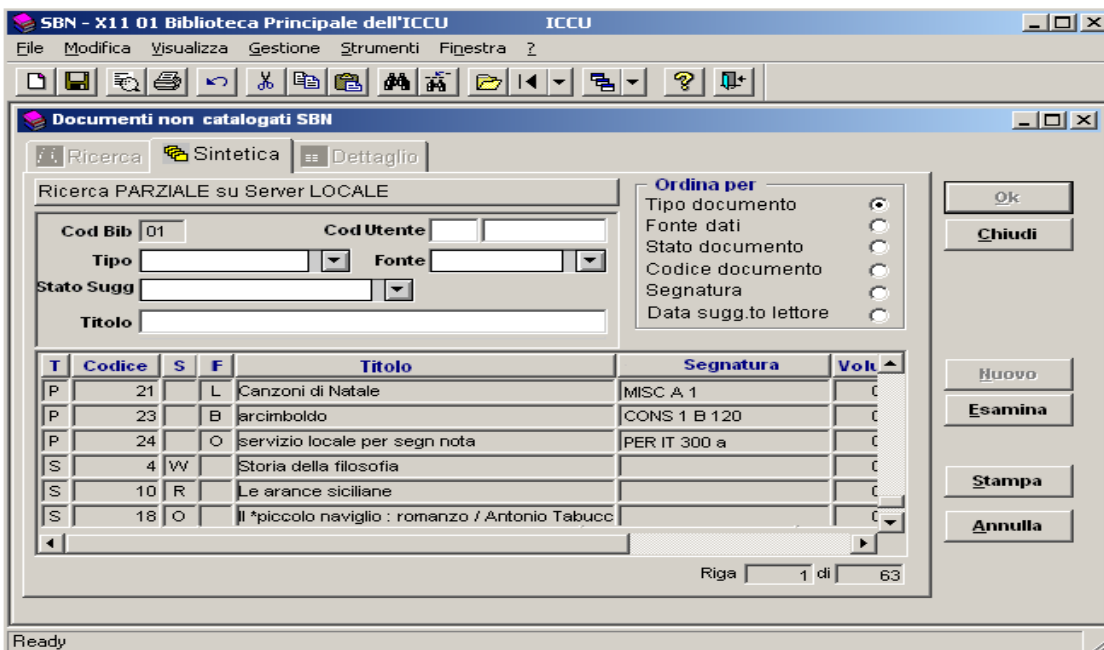 SBN - X11 01 Biblioteca Principale dell'ICCU ICCU
File Modifica Visualizza Gestione Strumenti Finestra ?
Documenti non catalogati SBN
Ricerca Sintetica Dettaglio
Ricerca PARZIALE su Server LOCALE
Cod Bib 01 Cod Utente
Tipo Fonte
Stato Sugg
Titolo
Ordina per
Tipo documento
Fonte dati
Stato documento
Codice documento
Segnatura
Data sugg.to lettore
Ok
Chiudi
T Codice S F Titolo Segnatura
P 21 L Canzoni di Natale MISC A 1
P 23 B arcimboldo CONS 1 B 120
P 24 O servizio locale per segn nota PER IT 300 a
S 4 W Storia della filosofia
S 10 R Le arance siciliane
S 18 O Il *piccolo naviglio : romanzo / Antonio Tabucc
Nuovo
Esamina
Stampa
Annulla
Riga 1 di 63
Ready